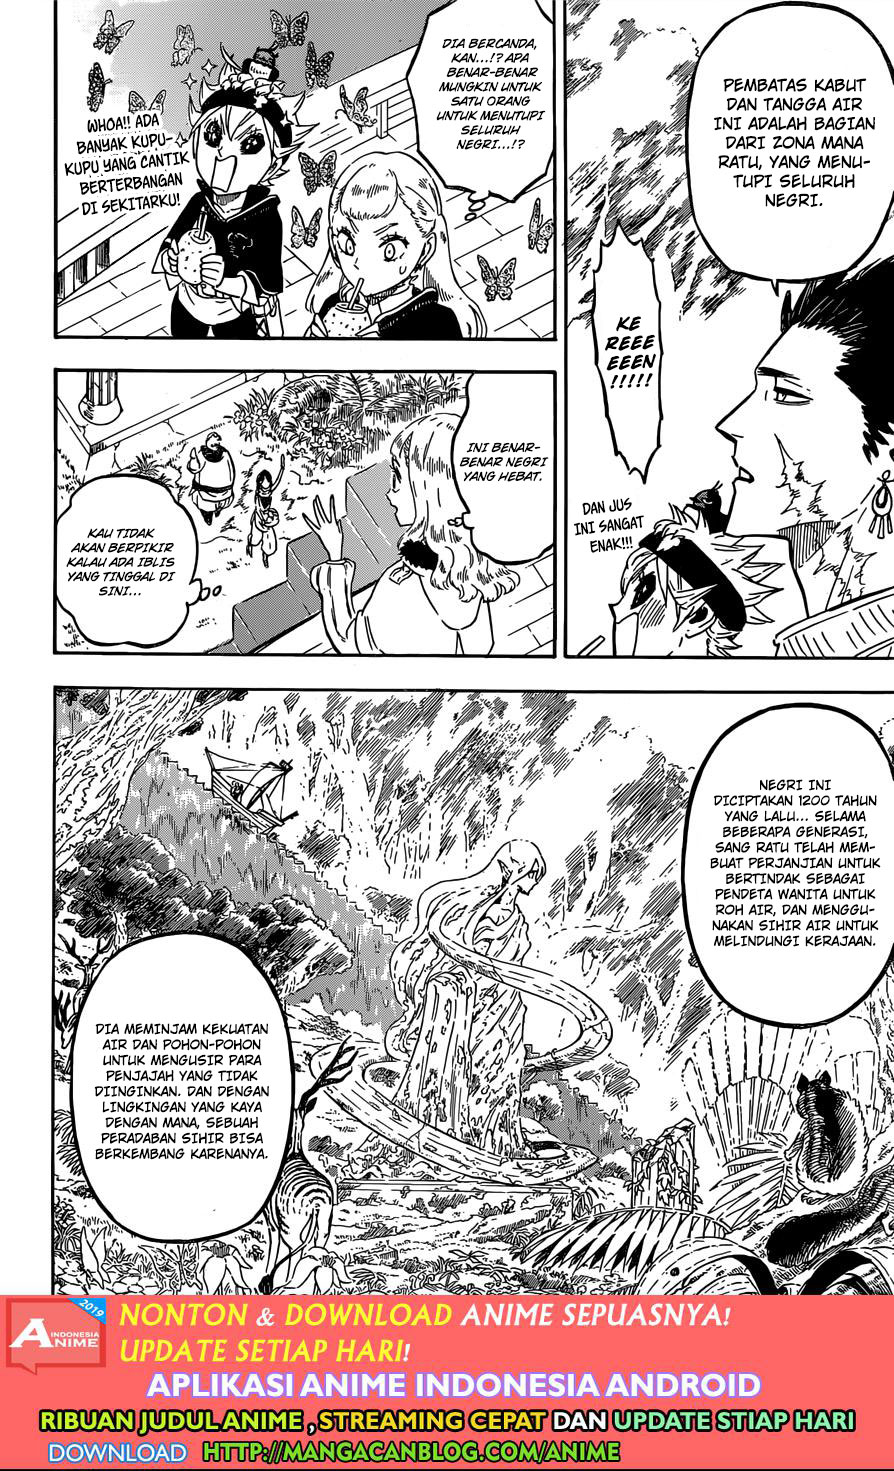 PEMBATAS KABUT
DAN TANGGA AIR
INI ADALAH BAGIAN
DARI ZONA MANA
RATU, YANG MENU-
TUPI SELURUH
NEGRI.
KE
REEE
EEEEN
!!!!!
DAN JUS
INI SANGAT
ENAK!!!
DIA BERCANDA,
KAN...!? APA
BENAR-BENAR
MUNGKIN UNTUK
SATU ORANG
UNTUK MENUTUPI
SELURUH
NEGRI...!?
WHOA!! ADA
BANYAK KUPU-
KUPU YANG CANTIK
BERTERBANGAN
DI SEKITARKU!
INI BENAR-
BENAR NEGRI
YANG HEBAT.
KAU TIDAK
AKAN BERPIKIR
KALAU ADA IBLIS
YANG TINGGAL DI
SINI...
NEGRI INI
DICIPTAKAN 1200 TAHUN
YANG LALU... SELAMA
BEBERAPA GENERASI,
SANG RATU TELAH MEM-
BUAT PERJANJIAN UNTUK
BERTINDAK SEBAGAI
PENDETA WANITA UNTUK
ROH AIR, DAN MENGGU-
NAKAN SIHIR AIR UNTUK
MELINDUNGI KERAJAAN.
DIA MEMINJAM KEKUATAN
AIR DAN POHON-POHON
UNTUK MENGUSIR PARA
PENJAJAH YANG TIDAK
DIINGINKAN. DAN DENGAN
LINGKINGAN YANG KAYA
DENGAN MANA, SEBUAH
PERADABAN SIHIR BISA
BERKEMBANG KARENANYA.
2019
INDONESIA
ANIME
NONTON & DOWNLOAD ANIME SEPUASNYA!
UPDATE SETIAP HARI!
APLIKASI ANIME INDONESIA ANDROID
RIBUAN JUDUL ANIME , STREAMING CEPAT DAN UPDATE STIAP HARI
DOWNLOAD HTTP://MANGACANBLOG.COM/ANIME